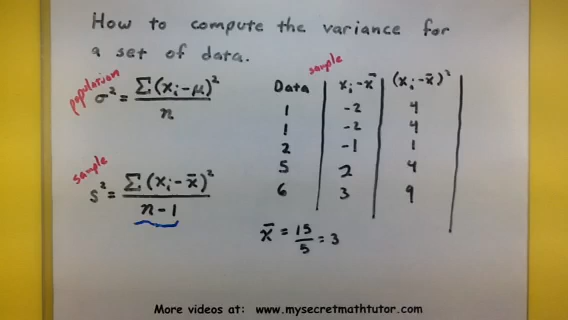 How to compute the variance for
a set of data.
population
σ² = Σ(xᵢ-μ)² / n
sample
s² = Σ(xᵢ-x̄)² / n-1
sample
Data xᵢ-x̄ (xᵢ-x̄)²
1 -2 4
1 -2 4
2 -1 1
5 2 4
6 3 9
x̄ = 15/5 = 3
More videos at: www.mysecretmathtutor.com